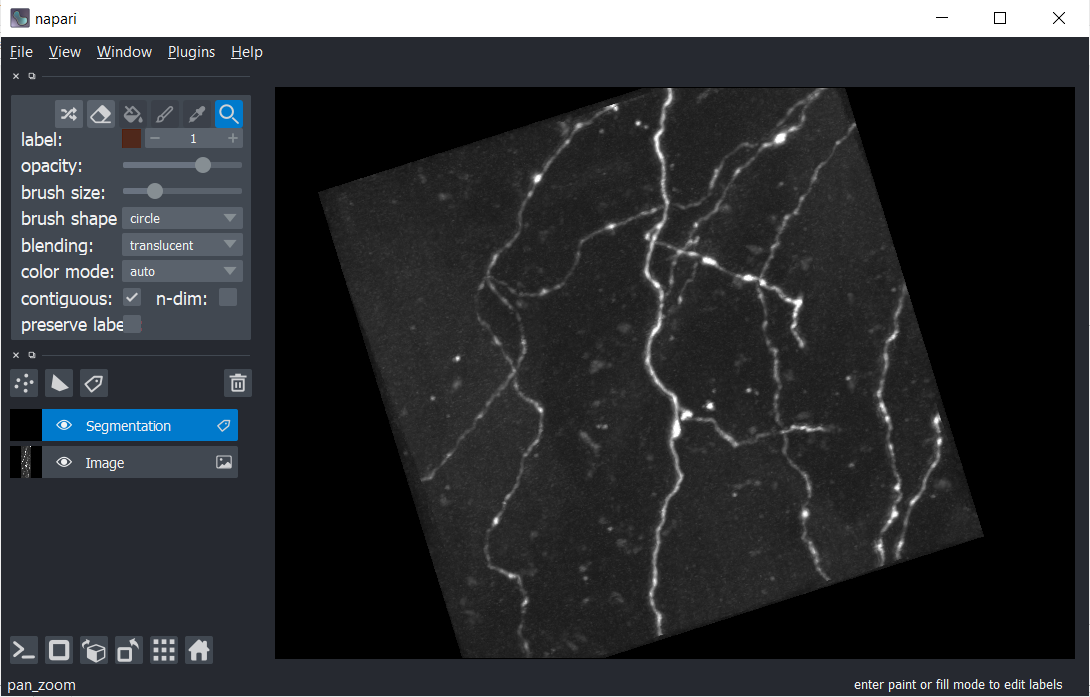 napari
File View Window Plugins Help
label: 1
opacity:
brush size:
brush shape circle
blending: translucent
color mode: auto
contiguous: n-dim:
preserve labe
Segmentation
Image
pan_zoom
enter paint or fill mode to edit labels